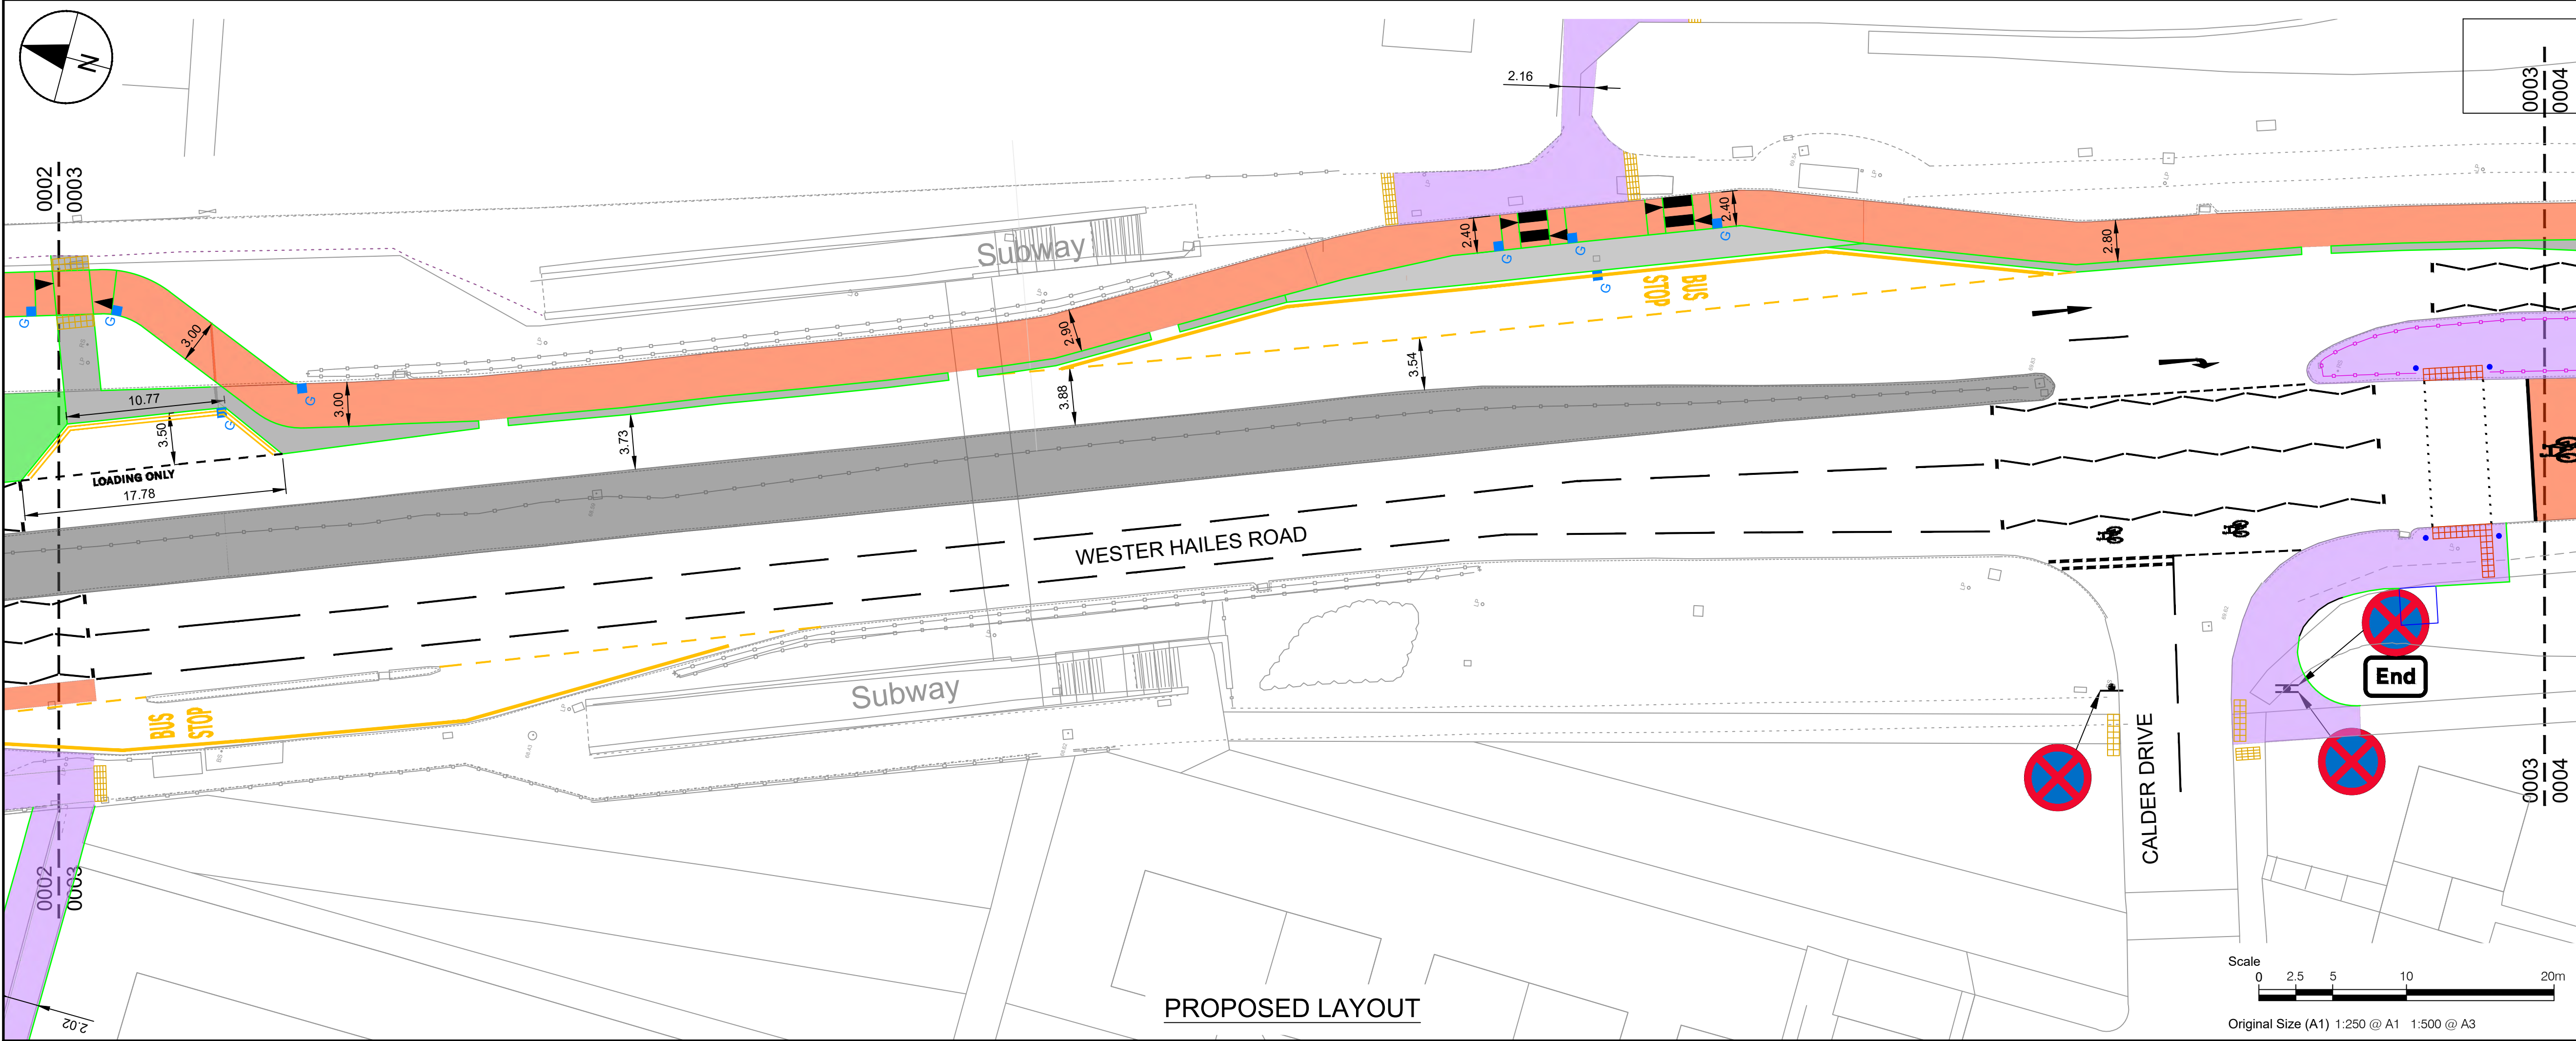 N
0002
0003
0003
0004
2.16
Subway
2.40
2.40
2.80
G
G
G
G
G
G
G
G
BUS
STOP
3.00
3.00
2.90
3.54
3.88
3.73
10.77
3.50
LOADING ONLY
17.78
WESTER HAILES ROAD
BUS
STOP
Subway
End
CALDER DRIVE
0002
0003
0003
0004
2.02
PROPOSED LAYOUT
Scale
0 2.5 5 10 20m
Original Size (A1) 1:250 @ A1 1:500 @ A3